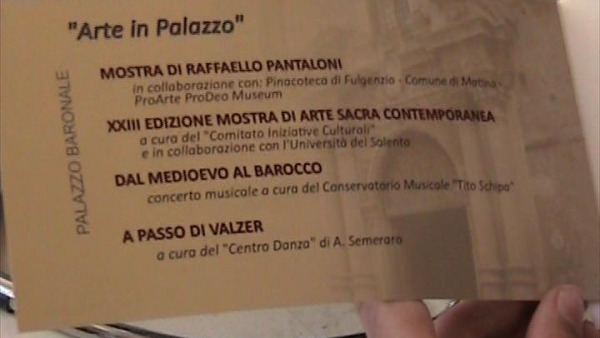 "Arte in Palazzo"
PALAZZO BARONALE
MOSTRA DI RAFFAELLO PANTALONI
in collaborazione con: Pinacoteca di Fulgenzio - Comune di Matino -
ProArte ProDeo Museum
XXIII EDIZIONE MOSTRA DI ARTE SACRA CONTEMPORANEA
a cura del "Comitato Iniziative Culturali"
e in collaborazione con l'Università del Salento
DAL MEDIOEVO AL BAROCCO
concerto musicale a cura del Conservatorio Musicale "Tito Schipa"
A PASSO DI VALZER
a cura del "Centro Danza" di A. Semeraro